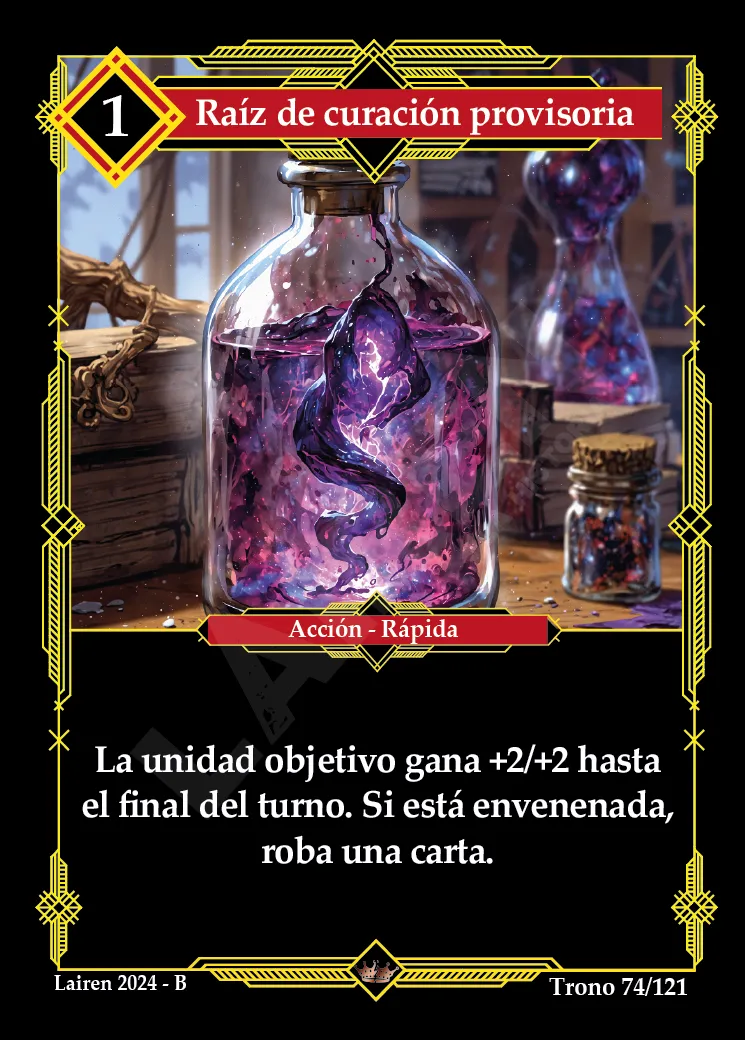 1
Raíz de curación provisoria
Acción - Rápida
La unidad objetivo gana +2/+2 hasta
el final del turno. Si está envenenada,
roba una carta.
Lairen 2024 - B
Trono 74/121